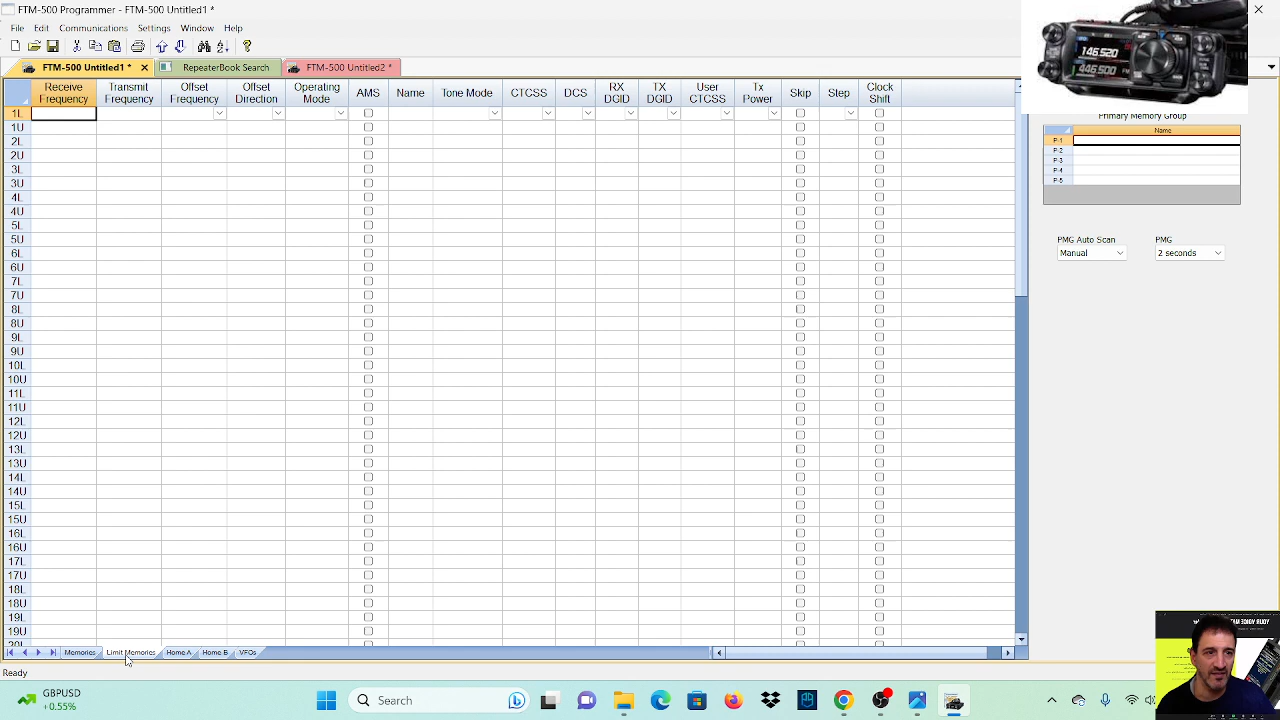 FTM-500 Programmer - FTM-500 Untitled1 *
File Edit Communications Settings Window Help
FTM-500 Untitled1 *
RepeaterBook Search
FTM-500 Untitled2 *
Receive Frequency Transmit Frequency Offset Frequency Offset Direction Operating Mode AMS Name Tone Mode CTCSS DCS RX DGID TX DGID User CTCSS Tx Power Skip Step Clock Shift
1L
1U
2L
2U
3L
3U
4L
4U
5L
5U
6L
6U
7L
7U
8L
8U
9L
9U
10L
10U
11L
11U
12L
12U
13L
13U
14L
14U
15L
15U
16L
16U
17L
17U
18L
18U
19L
19U
146.520
446.500 FM
Primary Memory Group
Name
P-1
P-2
P-3
P-4
P-5
PMG Auto Scan PMG
Manual 2 seconds
Memories Limit Memories Home A Home B VFOs
Ready
GBPUSD
+0.55%
Search